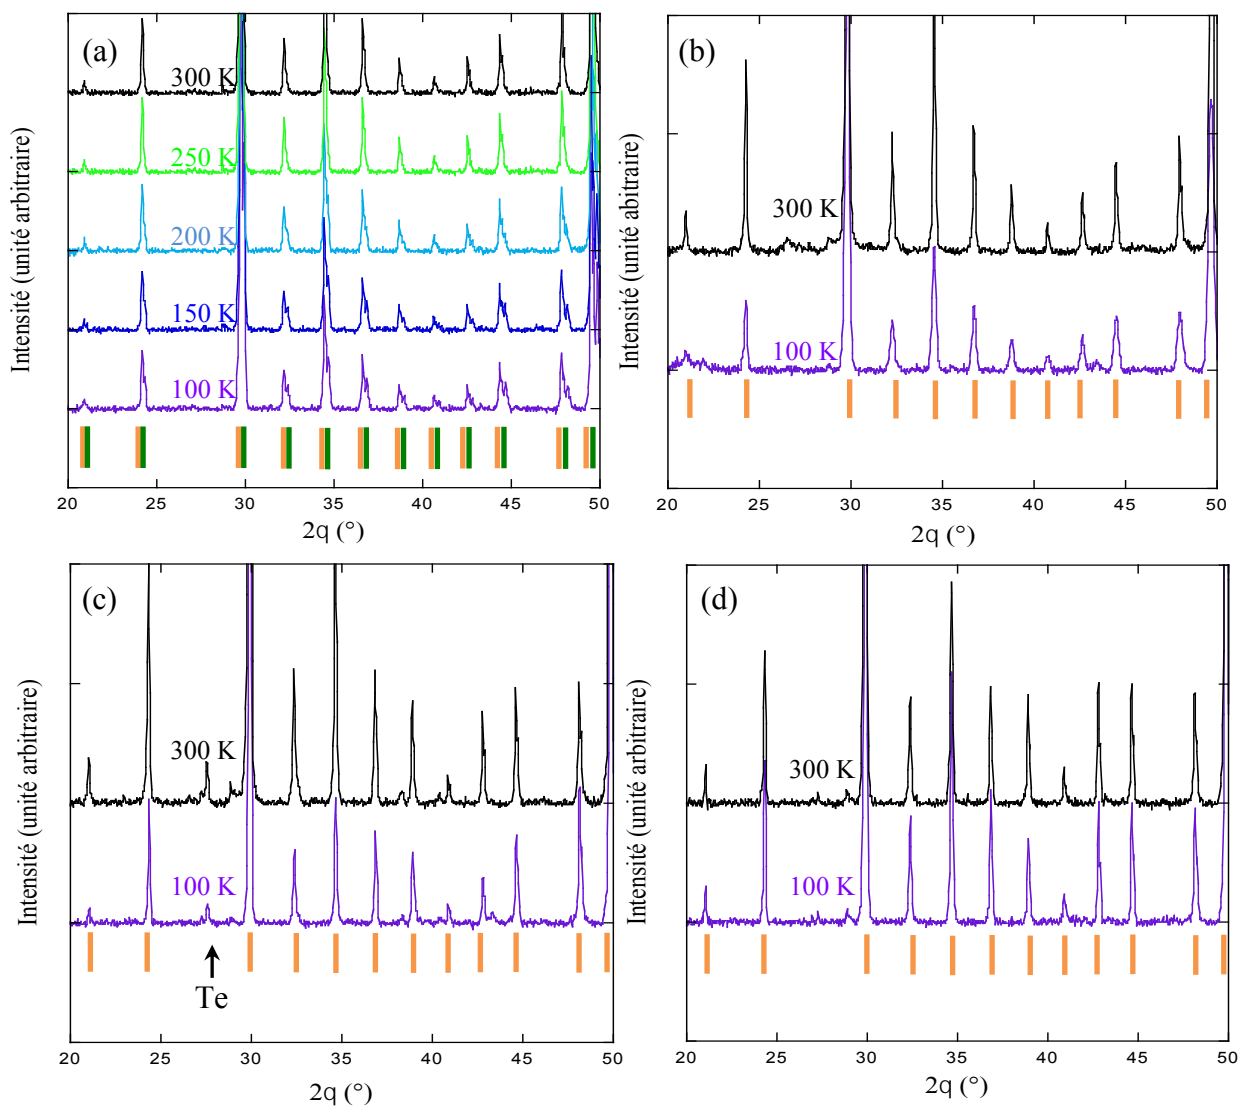 (a)
300 K
250 K
200 K
150 K
100 K
Intensité (unité arbitraire)
20 25 30 35 40 45 50
2q (°)
(b)
300 K
100 K
Intensité (unité abitraire)
20 25 30 35 40 45 50
2q (°)
(c)
300 K
100 K
Te
Intensité (unité arbitraire)
20 25 30 35 40 45 50
2q (°)
(d)
300 K
100 K
Intensité (unité arbitraire)
20 25 30 35 40 45 50
2q (°)